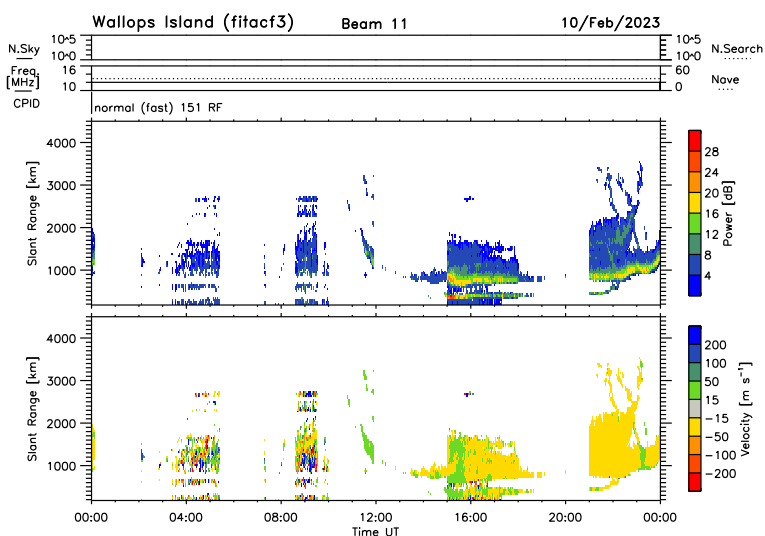 Wallops Island (fitacf3) Beam 11 10/Feb/2023
N.Sky 10^5 10^0 10^5 10^0 N.Search
Freq. [MHz] 16 10 60 0 Nave
CPID normal (fast) 151 RF
Slant Range [km] 4000 3000 2000 1000
28 24 20 16 12 8 4 Power [dB]
Slant Range [km] 4000 3000 2000 1000
200 100 50 15 -15 -50 -100 -200 Velocity [m s⁻¹]
00:00 04:00 08:00 12:00 16:00 20:00 00:00
Time UT